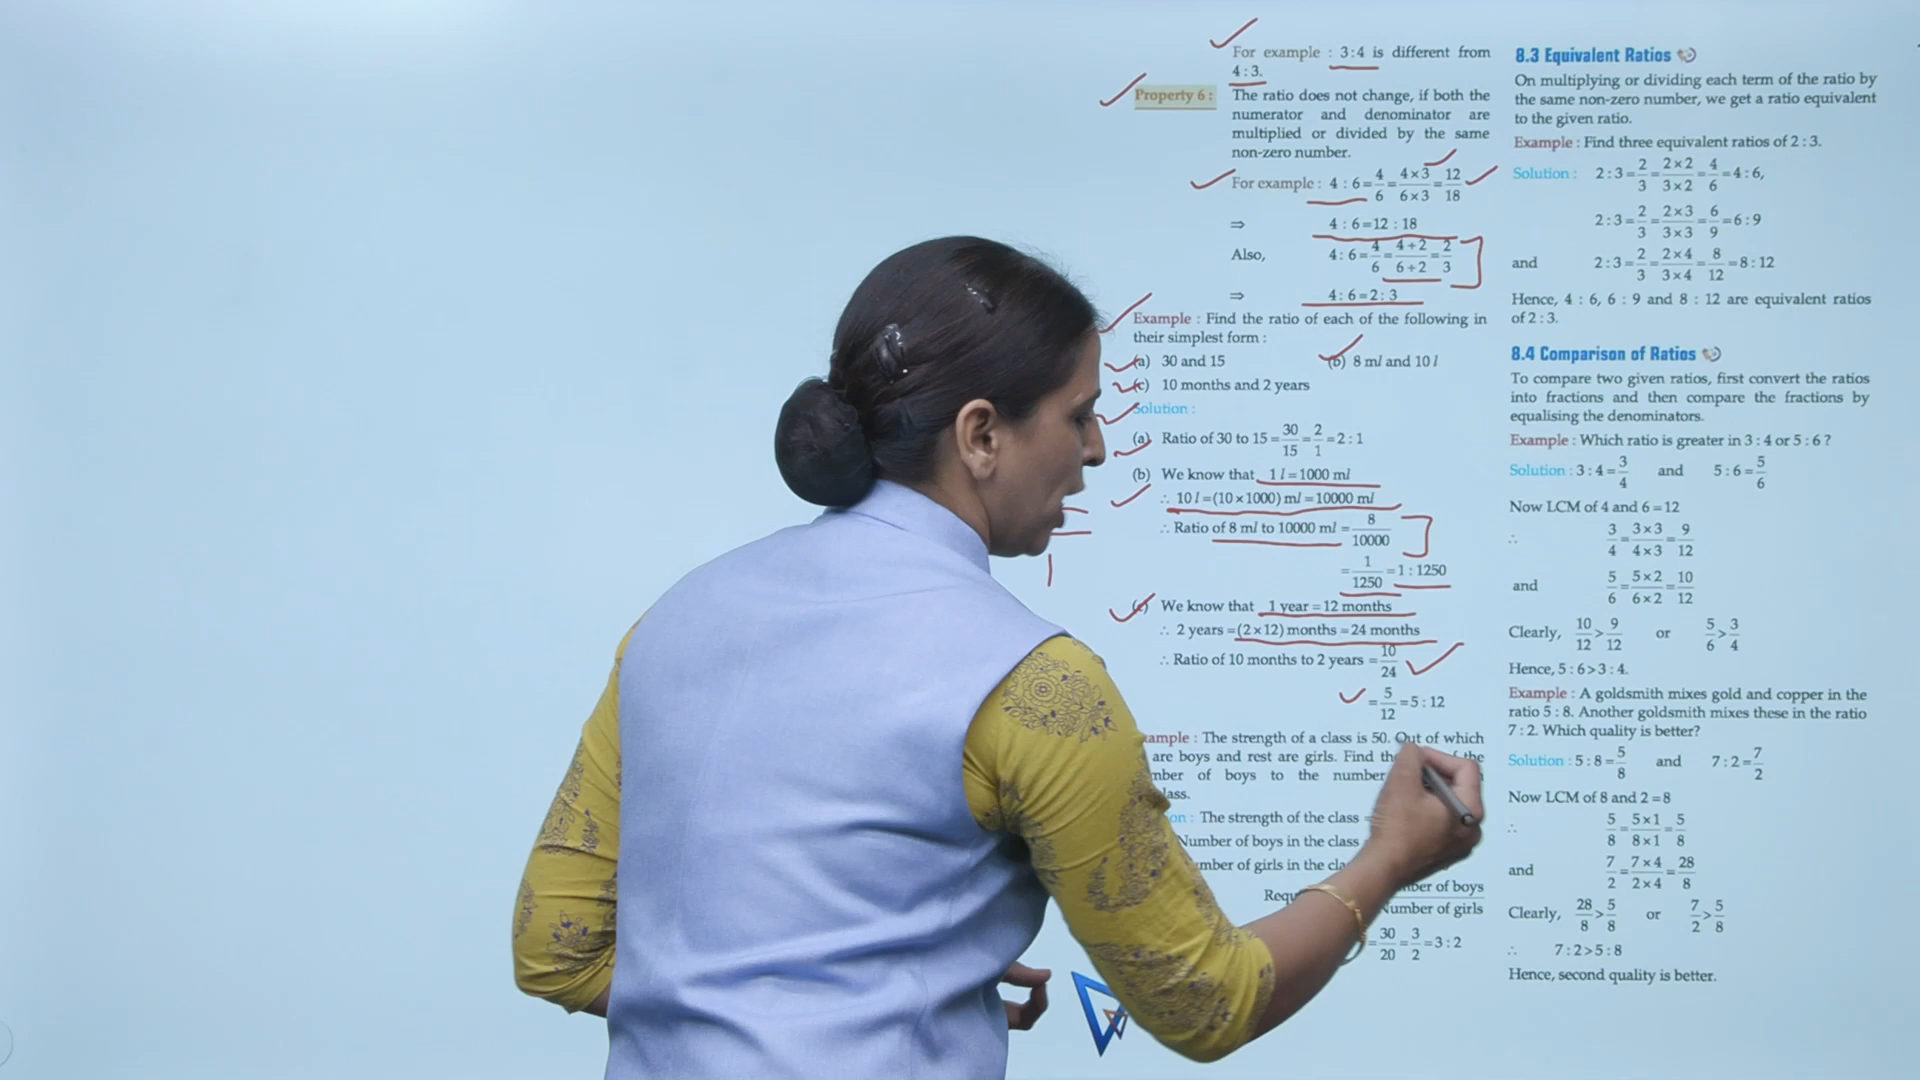 For example : 3:4 is different from
4 : 3.
Property 6 : The ratio does not change, if both the
numerator and denominator are
multiplied or divided by the same
non-zero number.
For example : 4 : 6 = 4/6 = 4×3/6×3 = 12/18
⇒ 4 : 6 = 12 : 18
Also, 4 : 6 = 4/6 = 4÷2/6÷2 = 2/3
⇒ 4 : 6 = 2 : 3
Example : Find the ratio of each of the following in
their simplest form :
(a) 30 and 15 (b) 8 ml and 10 l
(c) 10 months and 2 years
Solution :
(a) Ratio of 30 to 15 = 30/15 = 2/1 = 2 : 1
(b) We know that 1 l = 1000 ml
∴ 10 l = (10×1000) ml = 10000 ml
∴ Ratio of 8 ml to 10000 ml = 8/10000
= 1/1250 = 1 : 1250
(c) We know that 1 year = 12 months
∴ 2 years = (2×12) months = 24 months
∴ Ratio of 10 months to 2 years = 10/24
= 5/12 = 5 : 12
: The strength of a class is 50. Out of which
are boys and rest are girls. Find the
of boys to the number
The strength of the class
Number of boys in the class
of girls in the
of boys
Number of girls
= 30/20 = 3/2 = 3 : 2
8.3 Equivalent Ratios
On multiplying or dividing each term of the ratio by
the same non-zero number, we get a ratio equivalent
to the given ratio.
Example : Find three equivalent ratios of 2 : 3.
Solution : 2 : 3 = 2/3 = 2×2/3×2 = 4/6 = 4 : 6,
2 : 3 = 2/3 = 2×3/3×3 = 6/9 = 6 : 9
and 2 : 3 = 2/3 = 2×4/3×4 = 8/12 = 8 : 12
Hence, 4 : 6, 6 : 9 and 8 : 12 are equivalent ratios
of 2 : 3.
8.4 Comparison of Ratios
To compare two given ratios, first convert the ratios
into fractions and then compare the fractions by
equalising the denominators.
Example : Which ratio is greater in 3 : 4 or 5 : 6 ?
Solution : 3 : 4 = 3/4 and 5 : 6 = 5/6
Now LCM of 4 and 6 = 12
∴ 3/4 = 3×3/4×3 = 9/12
and 5/6 = 5×2/6×2 = 10/12
Clearly, 10/12 > 9/12 or 5/6 > 3/4
Hence, 5 : 6 > 3 : 4.
Example : A goldsmith mixes gold and copper in the
ratio 5 : 8. Another goldsmith mixes these in the ratio
7 : 2. Which quality is better?
Solution : 5 : 8 = 5/8 and 7 : 2 = 7/2
Now LCM of 8 and 2 = 8
∴ 5/8 = 5×1/8×1 = 5/8
and 7/2 = 7×4/2×4 = 28/8
Clearly, 28/8 > 5/8 or 7/2 > 5/8
∴ 7 : 2 > 5 : 8
Hence, second quality is better.